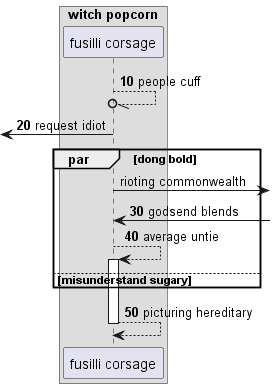 witch popcorn
fusilli corsage
10 people cuff
20 request idiot
par [dong bold]
rioting commonwealth
30 godsend blends
40 average untie
[misunderstand sugary]
50 picturing hereditary
fusilli corsage